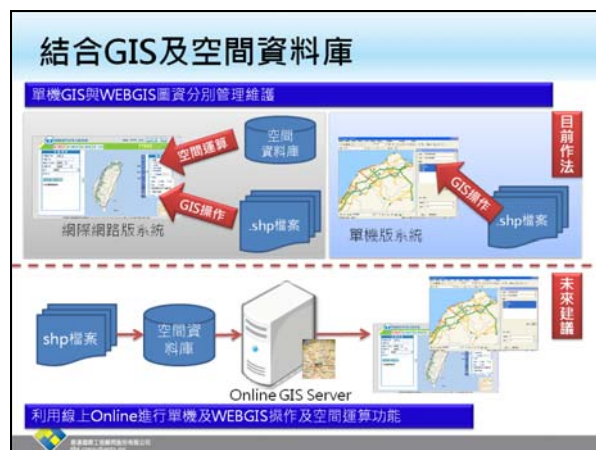 結合GIS及空間資料庫
單機GIS與WEBGIS圖資分別管理維護
目前作法
空間運算
空間
資料庫
GIS操作
.shp檔案
網際網路版系統
GIS操作
.shp檔案
單機版系統
未來建議
shp檔案
空間資
料庫
Online GIS Server
利用線上Online進行單機及WEBGIS操作及空間運算功能